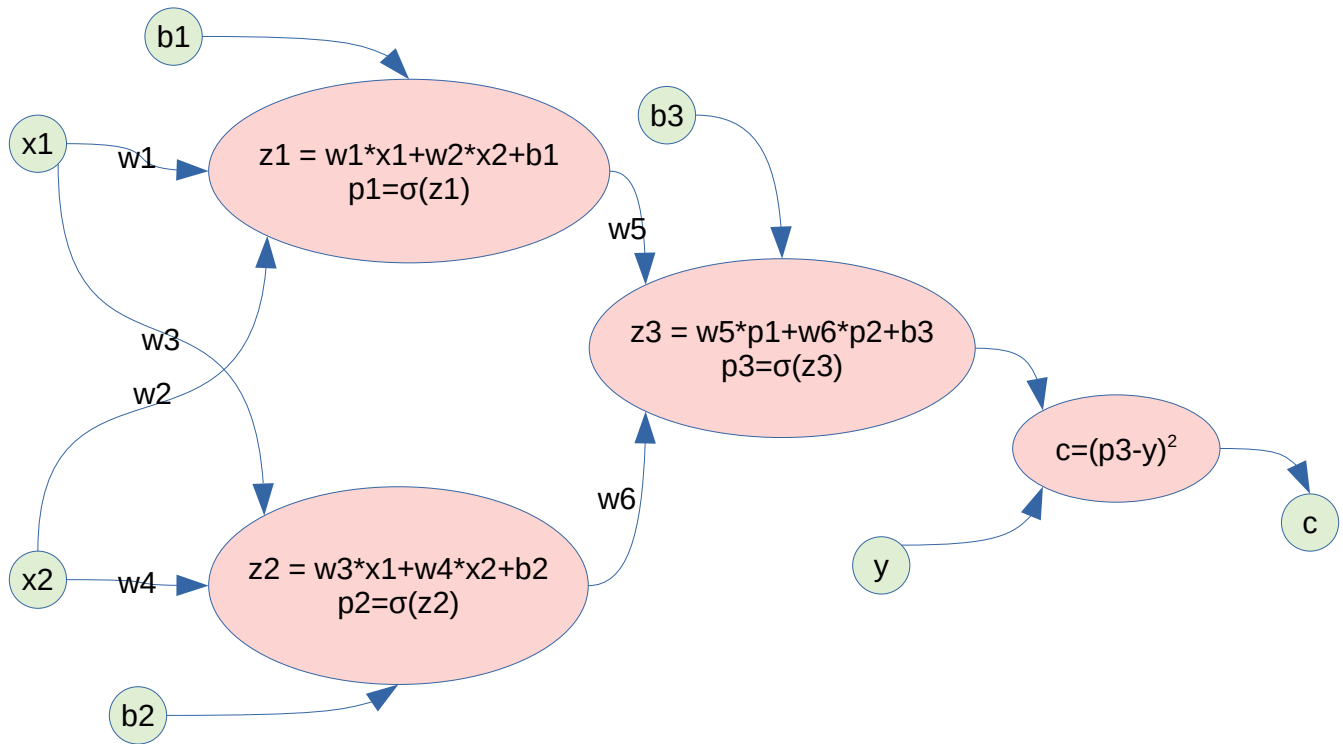 b1
x1
w1
z1 = w1*x1+w2*x2+b1
p1=σ(z1)
b3
w5
w3
w2
z3 = w5*p1+w6*p2+b3
p3=σ(z3)
c=(p3-y)²
w6
c
x2
w4
z2 = w3*x1+w4*x2+b2
p2=σ(z2)
y
b2